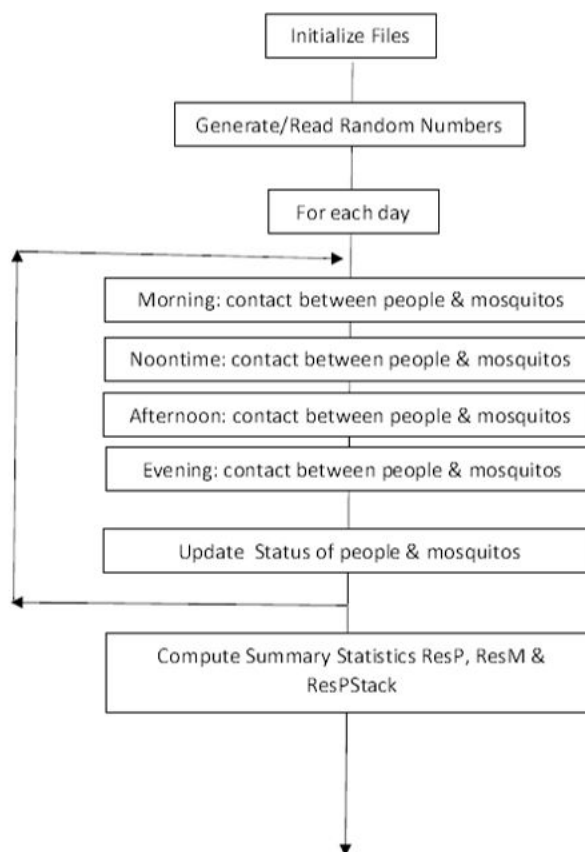 Initialize Files
Generate/Read Random Numbers
For each day
Morning: contact between people & mosquitos
Noontime: contact between people & mosquitos
Afternoon: contact between people & mosquitos
Evening: contact between people & mosquitos
Update Status of people & mosquitos
Compute Summary Statistics ResP, ResM &
ResPStack